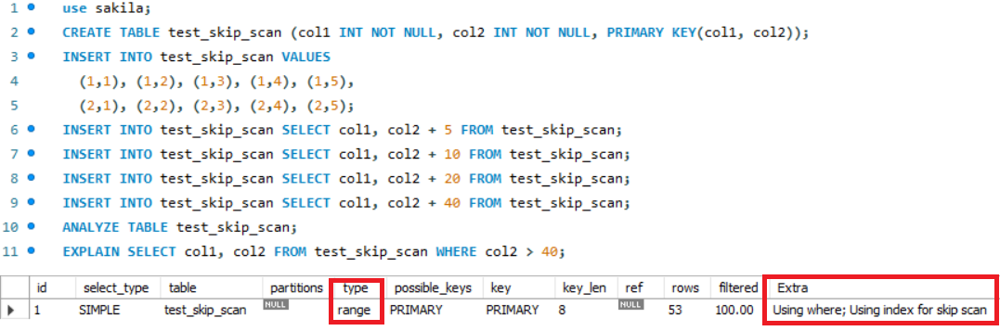 1 use sakila;
2 CREATE TABLE test_skip_scan (col1 INT NOT NULL, col2 INT NOT NULL, PRIMARY KEY(col1, col2));
3 INSERT INTO test_skip_scan VALUES
4 (1,1), (1,2), (1,3), (1,4), (1,5),
5 (2,1), (2,2), (2,3), (2,4), (2,5);
6 INSERT INTO test_skip_scan SELECT col1, col2 + 5 FROM test_skip_scan;
7 INSERT INTO test_skip_scan SELECT col1, col2 + 10 FROM test_skip_scan;
8 INSERT INTO test_skip_scan SELECT col1, col2 + 20 FROM test_skip_scan;
9 INSERT INTO test_skip_scan SELECT col1, col2 + 40 FROM test_skip_scan;
10 ANALYZE TABLE test_skip_scan;
11 EXPLAIN SELECT col1, col2 FROM test_skip_scan WHERE col2 > 40;
id select_type table partitions type possible_keys key key_len ref rows filtered Extra
1 SIMPLE test_skip_scan NULL range PRIMARY PRIMARY 8 NULL 53 100.00 Using where; Using index for skip scan